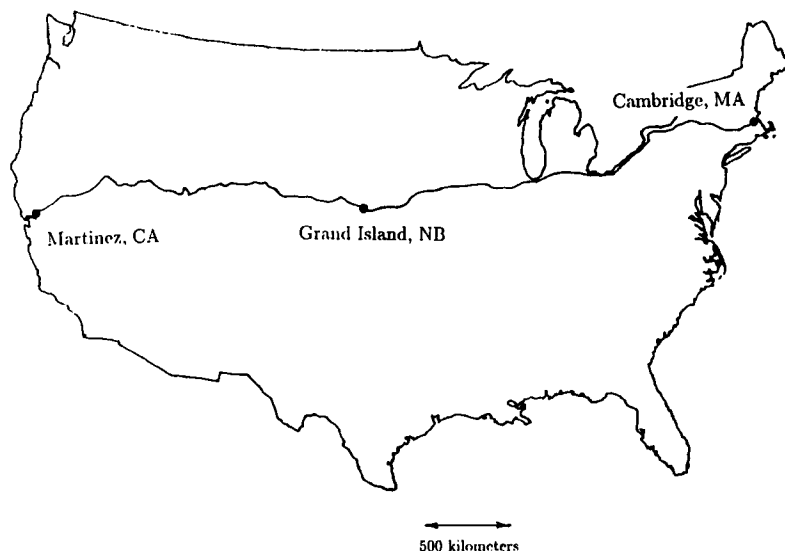 Cambridge, MA
Martinez, CA
Grand Island, NB
500 kilometers